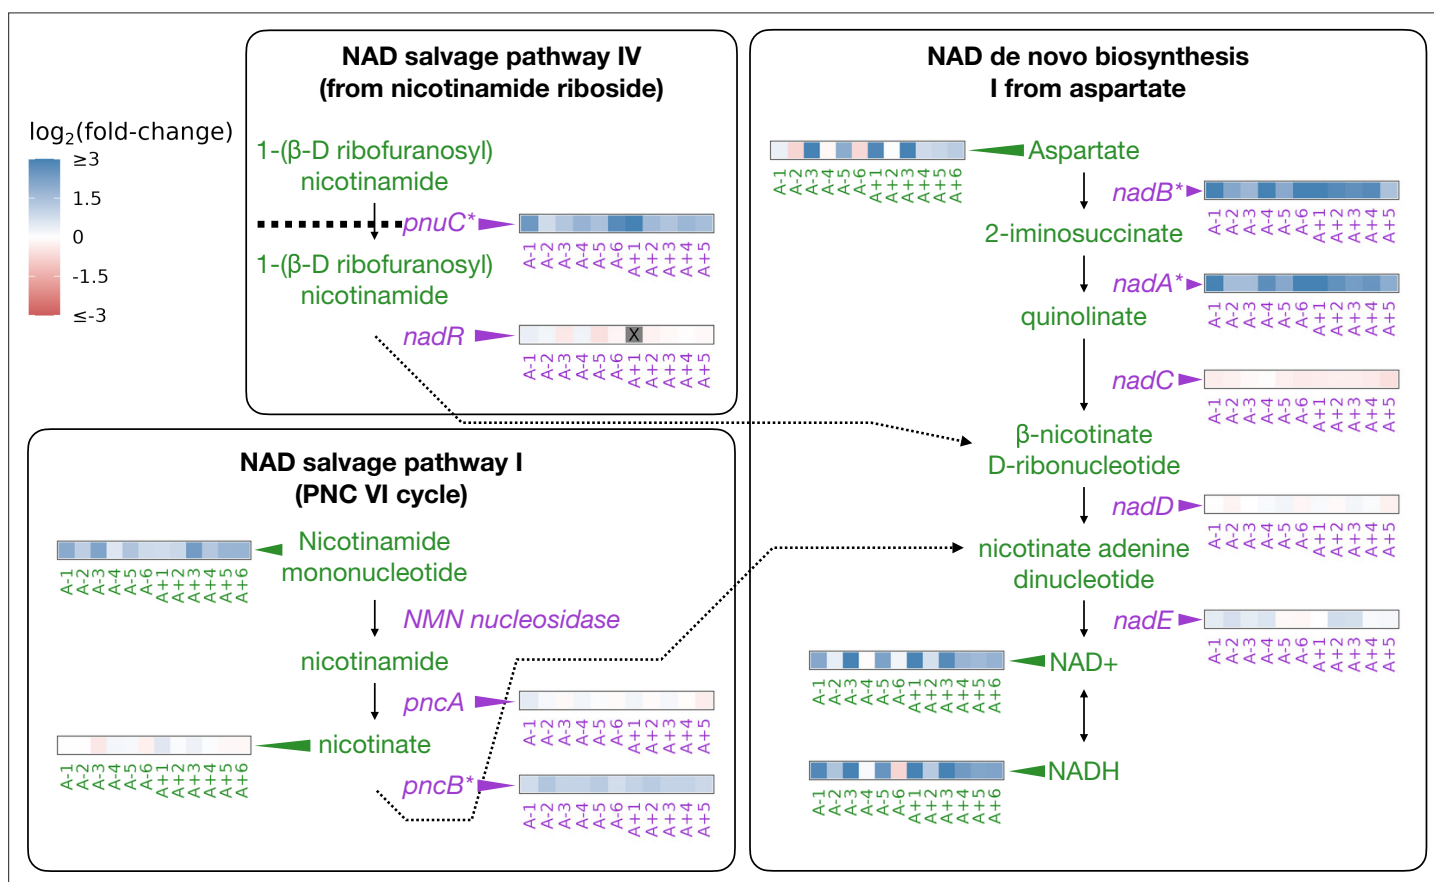 NAD salvage pathway IV
(from nicotinamide riboside)
log2(fold-change)
≥3
1.5
0
-1.5
≤-3
1-(β-D ribofuranosyl)
nicotinamide
pnuC*
A-1 A-2 A-3 A-4 A-5 A-6 A+1 A+2 A+3 A+4 A+5
1-(β-D ribofuranosyl)
nicotinamide
nadR
X
A-1 A-2 A-3 A-4 A-5 A-6 A+1 A+2 A+3 A+4 A+5
NAD salvage pathway I
(PNC VI cycle)
Nicotinamide
mononucleotide
A-1 A-2 A-3 A-4 A-5 A-6 A+1 A+2 A+3 A+4 A+5 A+6
NMN nucleosidase
nicotinamide
pncA
A-1 A-2 A-3 A-4 A-5 A-6 A+1 A+2 A+3 A+4 A+5
nicotinate
A-1 A-2 A-3 A-4 A-5 A-6 A+1 A+2 A+3 A+4 A+5 A+6
pncB*
A-1 A-2 A-3 A-4 A-5 A-6 A+1 A+2 A+3 A+4 A+5
NAD de novo biosynthesis
I from aspartate
Aspartate
A-1 A-2 A-3 A-4 A-5 A-6 A+1 A+2 A+3 A+4 A+5 A+6
nadB*
A-1 A-2 A-3 A-4 A-5 A-6 A+1 A+2 A+3 A+4 A+5
2-iminosuccinate
nadA*
A-1 A-2 A-3 A-4 A-5 A-6 A+1 A+2 A+3 A+4 A+5
quinolinate
nadC
A-1 A-2 A-3 A-4 A-5 A-6 A+1 A+2 A+3 A+4 A+5
β-nicotinate
D-ribonucleotide
nadD
A-1 A-2 A-3 A-4 A-5 A-6 A+1 A+2 A+3 A+4 A+5
nicotinate adenine
dinucleotide
nadE
A-1 A-2 A-3 A-4 A-5 A-6 A+1 A+2 A+3 A+4 A+5
NAD+
A-1 A-2 A-3 A-4 A-5 A-6 A+1 A+2 A+3 A+4 A+5 A+6
NADH
A-1 A-2 A-3 A-4 A-5 A-6 A+1 A+2 A+3 A+4 A+5 A+6